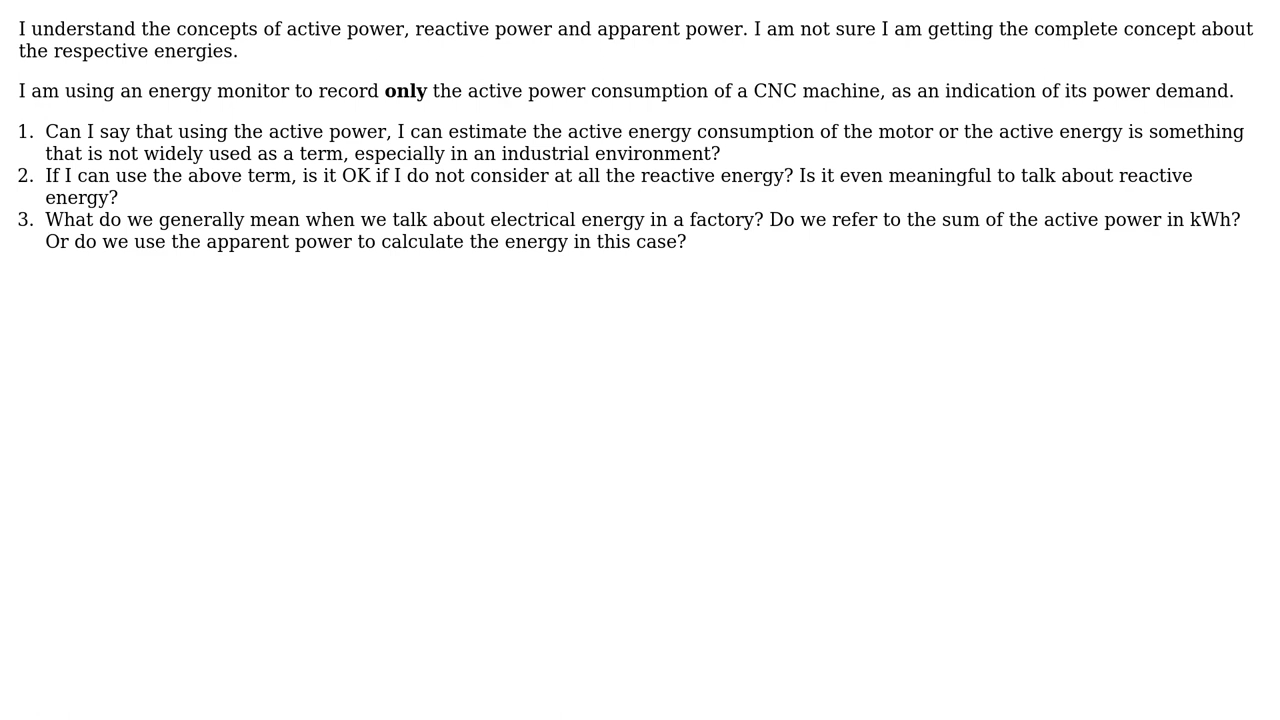 I understand the concepts of active power, reactive power and apparent power. I am not sure I am getting the complete concept about
the respective energies.
I am using an energy monitor to record only the active power consumption of a CNC machine, as an indication of its power demand.
1. Can I say that using the active power, I can estimate the active energy consumption of the motor or the active energy is something
that is not widely used as a term, especially in an industrial environment?
2. If I can use the above term, is it OK if I do not consider at all the reactive energy? Is it even meaningful to talk about reactive
energy?
3. What do we generally mean when we talk about electrical energy in a factory? Do we refer to the sum of the active power in kWh?
Or do we use the apparent power to calculate the energy in this case?